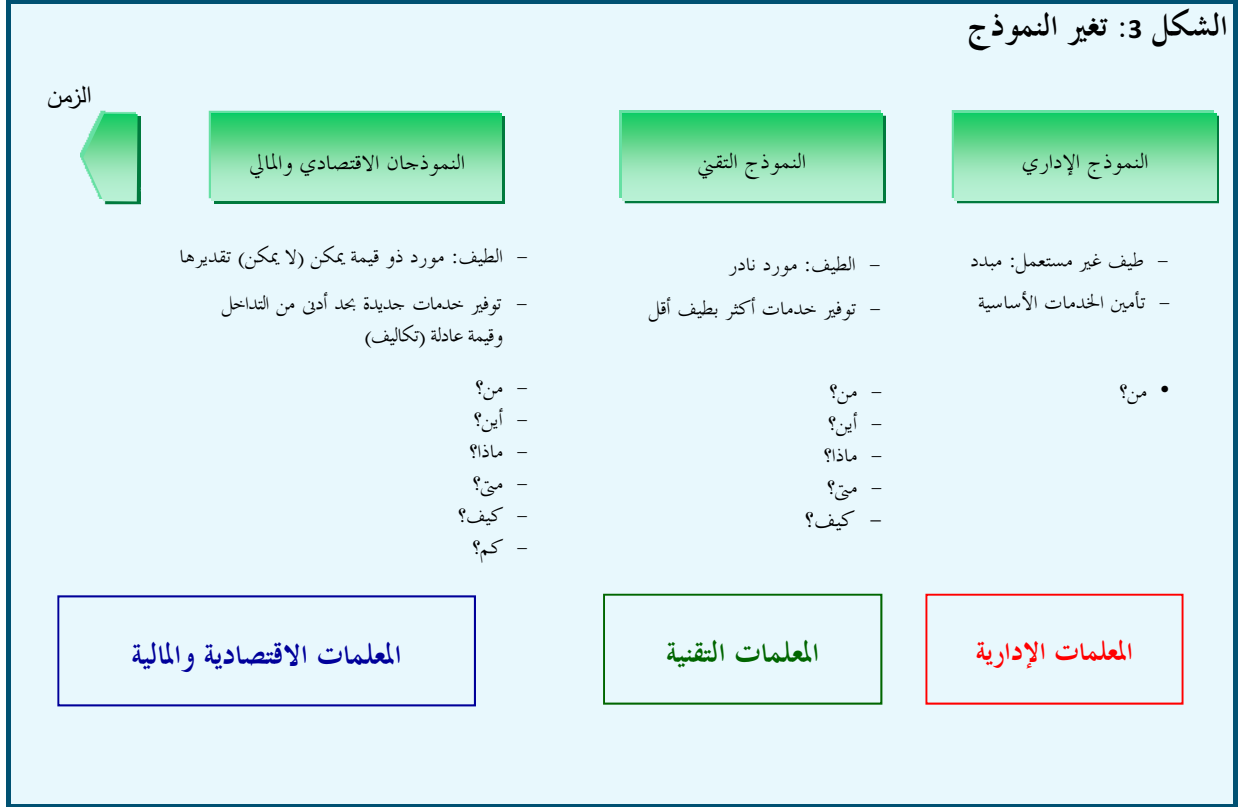 الشكل 3: تغير النموذج
الزمن
النموذج الإداري
– طيف غير مستعمل: مبدد
– تأمين الخدمات الأساسية
• من؟
المعلمات الإدارية
النموذج التقني
– الطيف: مورد نادر
– توفير خدمات أكثر بطيف أقل
– من؟
– أين؟
– ماذا؟
– متى؟
– كيف؟
المعلمات التقنية
النموذجان الاقتصادي والمالي
– الطيف: مورد ذو قيمة يمكن (لا يمكن) تقديرها
– توفير خدمات جديدة بحد أدنى من التداخل
وقيمة عادلة (تكاليف)
– من؟
– أين؟
– ماذا؟
– متى؟
– كيف؟
– كم؟
المعلمات الاقتصادية والمالية